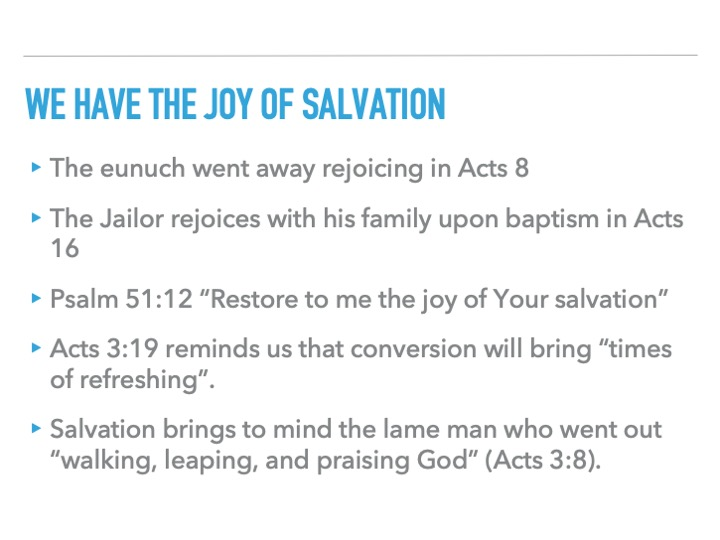 WE HAVE THE JOY OF SALVATION
‣ The eunuch went away rejoicing in Acts 8
‣ The Jailor rejoices with his family upon baptism in Acts
16
‣ Psalm 51:12 “Restore to me the joy of Your salvation”
‣ Acts 3:19 reminds us that conversion will bring “times
of refreshing”.
‣ Salvation brings to mind the lame man who went out
“walking, leaping, and praising God” (Acts 3:8).